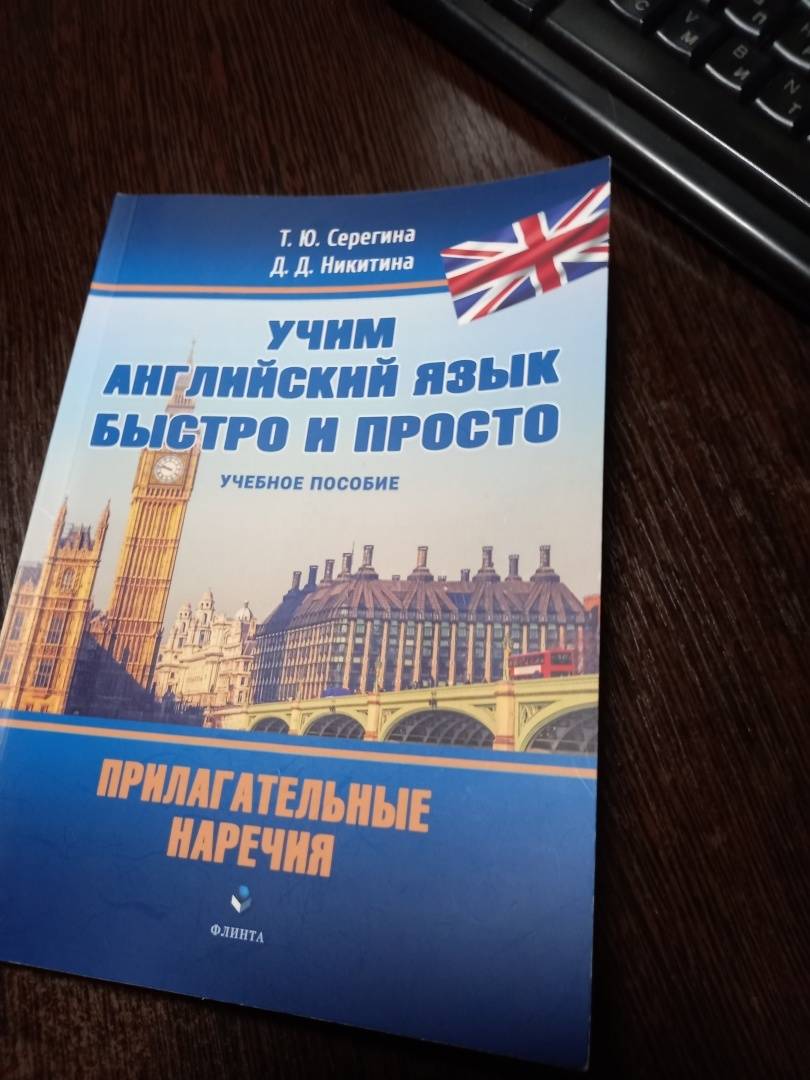 Т. Ю. Серегина
Д. Д. Никитина
УЧИМ
АНГЛИЙСКИЙ ЯЗЫК
БЫСТРО И ПРОСТО
УЧЕБНОЕ ПОСОБИЕ
ПРИЛАГАТЕЛЬНЫЕ
НАРЕЧИЯ
ФЛИНТА